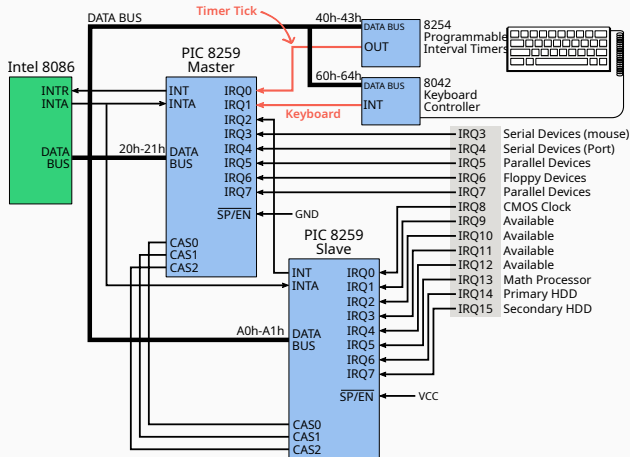 Timer Tick
DATA BUS
40h-43h
DATA BUS
OUT
8254
Programmable
Interval Timers
PIC 8259
Master
Intel 8086
INTR
INTA
DATA
BUS
20h-21h
INT
INTA
DATA
BUS
IRQ0
IRQ1
IRQ2
IRQ3
IRQ4
IRQ5
IRQ6
IRQ7
SP/EN
GND
CAS0
CAS1
CAS2
60h-64h
DATA BUS
INT
8042
Keyboard
Controller
Keyboard
IRQ3 Serial Devices (mouse)
IRQ4 Serial Devices (Port)
IRQ5 Parallel Devices
IRQ6 Floppy Devices
IRQ7 Parallel Devices
IRQ8 CMOS Clock
IRQ9 Available
IRQ10 Available
IRQ11 Available
IRQ12 Available
IRQ13 Math Processor
IRQ14 Primary HDD
IRQ15 Secondary HDD
PIC 8259
Slave
INT
INTA
A0h-A1h
DATA
BUS
IRQ0
IRQ1
IRQ2
IRQ3
IRQ4
IRQ5
IRQ6
IRQ7
SP/EN
VCC
CAS0
CAS1
CAS2